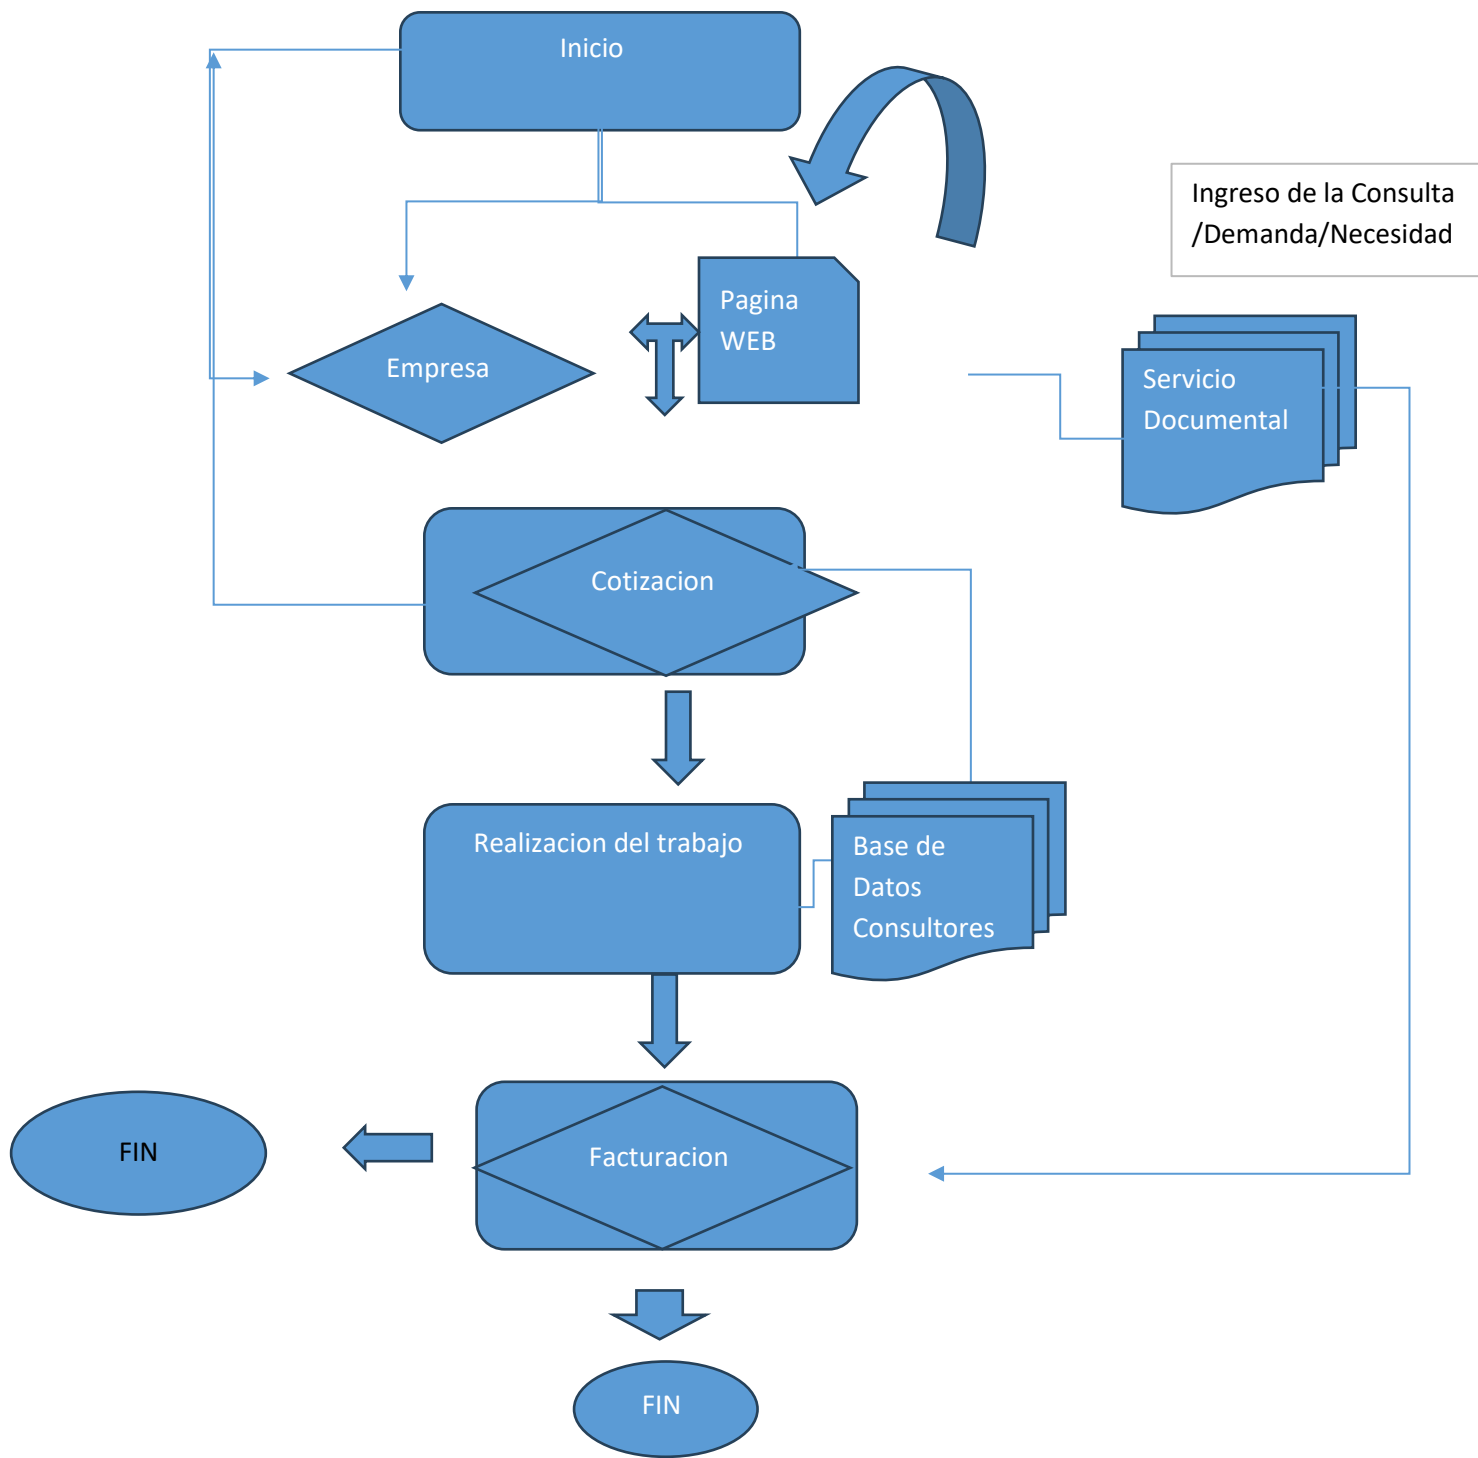 Inicio
Ingreso de la Consulta
/Demanda/Necesidad
Pagina
WEB
Empresa
Servicio
Documental
Cotizacion
Realizacion del trabajo
Base de
Datos
Consultores
FIN
Facturacion
FIN